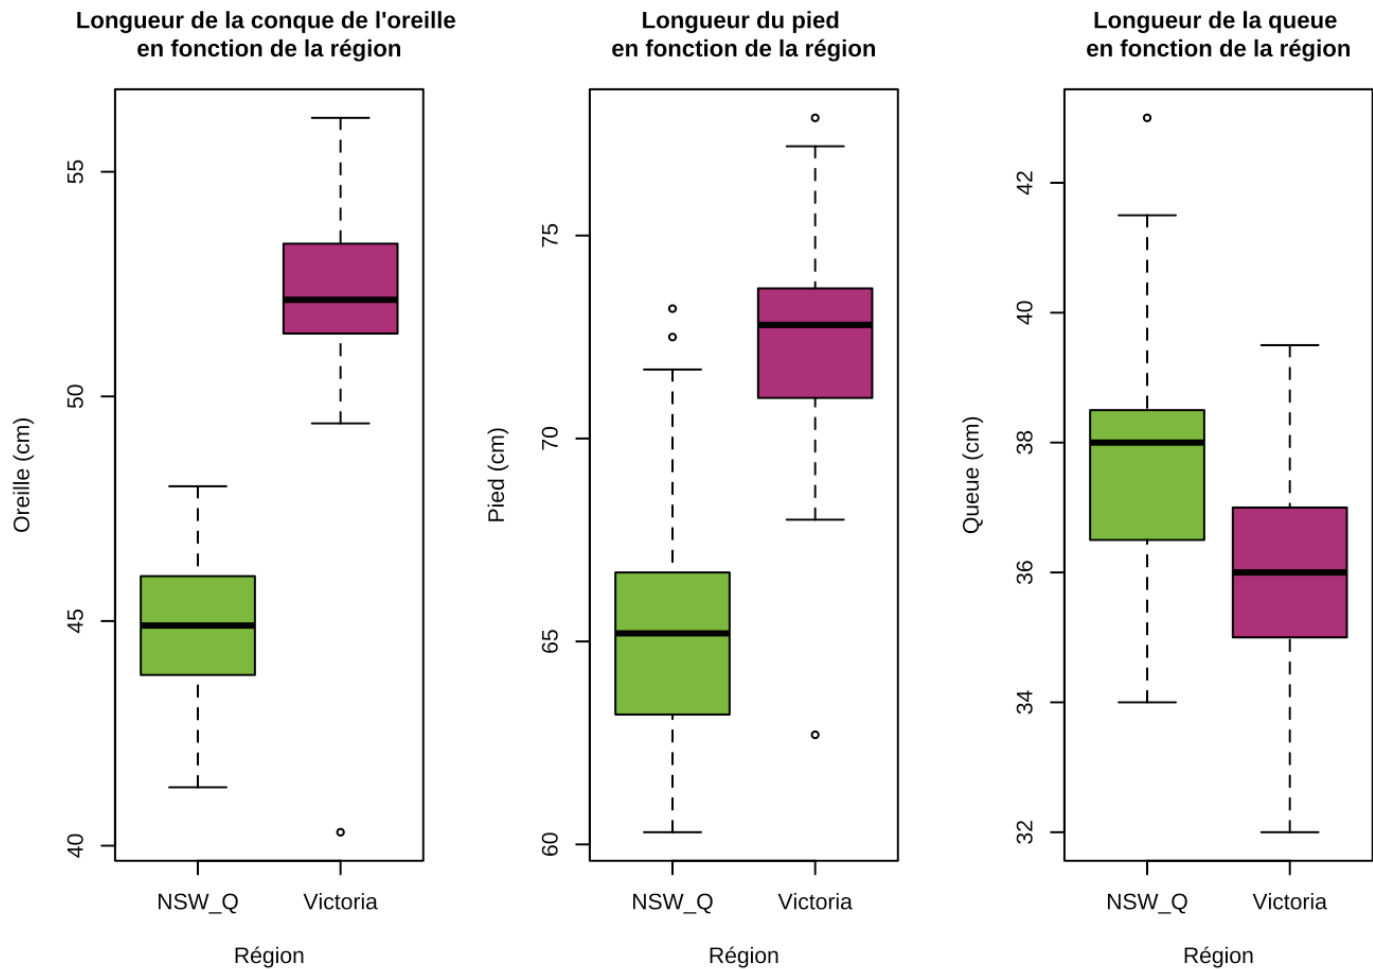 Longueur de la conque de l'oreille
en fonction de la région
Oreille (cm)
55
50
45
40
NSW_Q Victoria
Région
Longueur du pied
en fonction de la région
Pied (cm)
75
70
65
60
NSW_Q Victoria
Région
Longueur de la queue
en fonction de la région
Queue (cm)
42
40
38
36
34
32
NSW_Q Victoria
Région